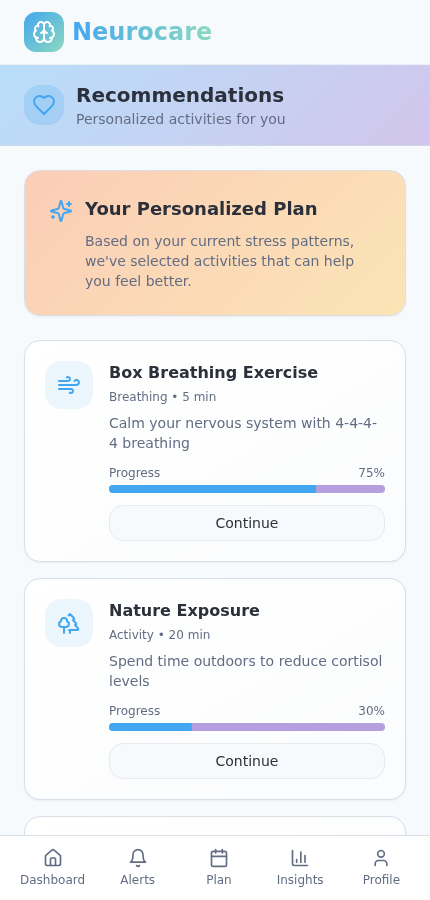 Neurocare
Recommendations
Personalized activities for you
Your Personalized Plan
Based on your current stress patterns,
we've selected activities that can help
you feel better.
Box Breathing Exercise
Breathing • 5 min
Calm your nervous system with 4-4-4-
4 breathing
Progress 75%
Continue
Nature Exposure
Activity • 20 min
Spend time outdoors to reduce cortisol
levels
Progress 30%
Continue
Dashboard Alerts Plan Insights Profile